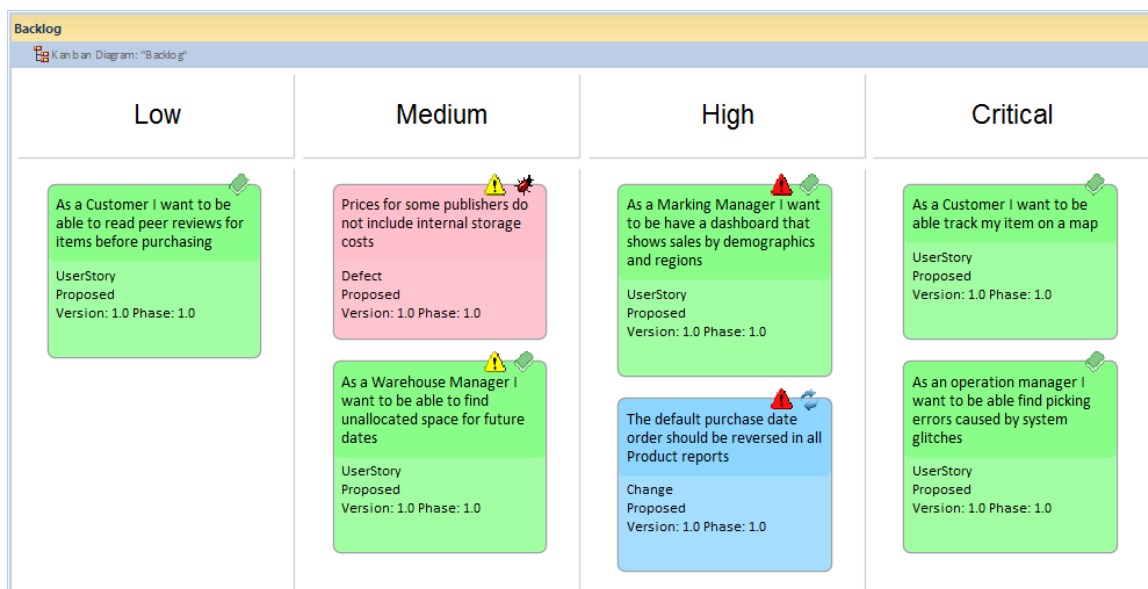 Backlog
Kanban Diagram: "Backlog"
Low
Medium
High
Critical
As a Customer I want to be
able to read peer reviews for
items before purchasing
UserStory
Proposed
Version: 1.0 Phase: 1.0
Prices for some publishers do
not include internal storage
costs
Defect
Proposed
Version: 1.0 Phase: 1.0
As a Warehouse Manager I
want to be able to find
unallocated space for future
dates
UserStory
Proposed
Version: 1.0 Phase: 1.0
As a Marking Manager I want
to be have a dashboard that
shows sales by demographics
and regions
UserStory
Proposed
Version: 1.0 Phase: 1.0
The default purchase date
order should be reversed in all
Product reports
Change
Proposed
Version: 1.0 Phase: 1.0
As a Customer I want to be
able track my item on a map
UserStory
Proposed
Version: 1.0 Phase: 1.0
As an operation manager I
want to be able find picking
errors caused by system
glitches
UserStory
Proposed
Version: 1.0 Phase: 1.0